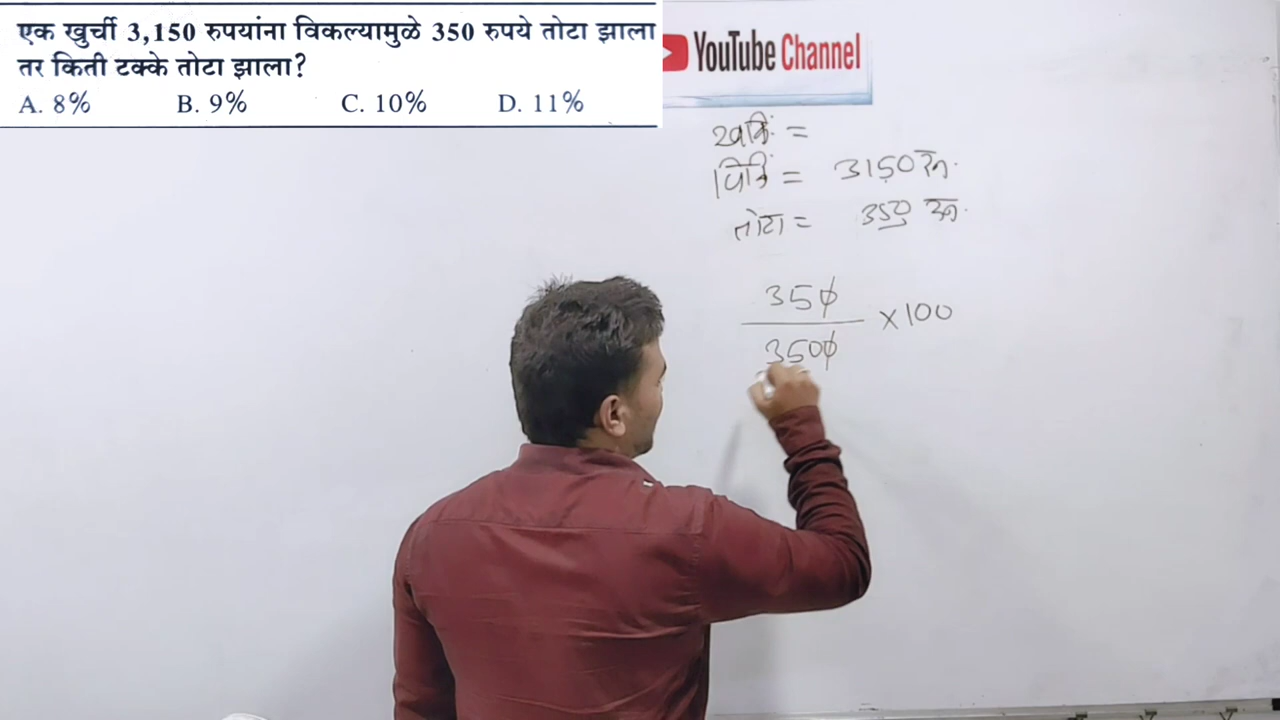 एक खुर्ची 3,150 रुपयांना विकल्यामुळे 350 रुपये तोटा झाला
तर किती टक्के तोटा झाला?
A. 8% B. 9% C. 10% D. 11%
YouTube Channel
खकिं =
विकिं = 3150 रु.
तोटा = 350 रु.
350
3500 × 100